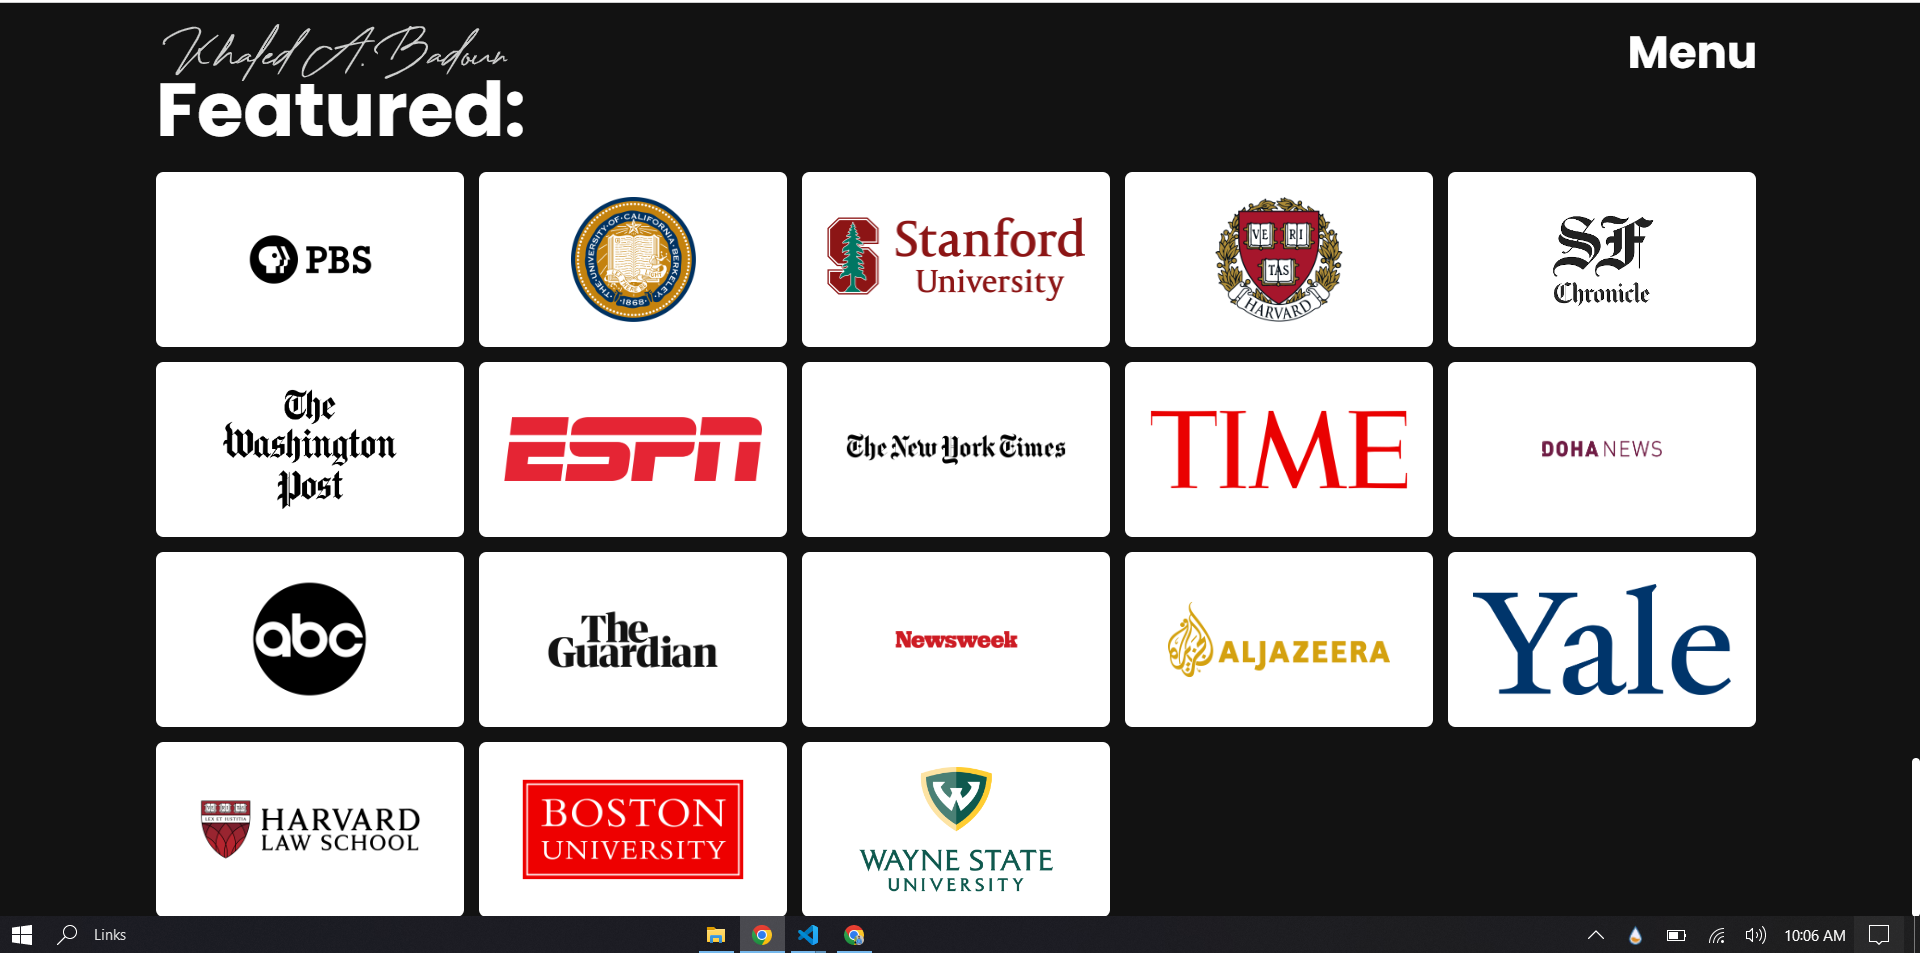 Khaled A. Badoun
Menu
Featured:
PBS
THE·UNIVERSITY·OF·CALIFORNIA·BERKELEY·
·1868·
Stanford
University
VE RI
TAS
HARVARD
SF
Chronicle
The
Washington
Post
ESPN
The New York Times
TIME
DOHA NEWS
abc
The
Guardian
Newsweek
ALJAZEERA
Yale
LEX ET IUSTITIA
HARVARD
LAW SCHOOL
BOSTON
UNIVERSITY
W
WAYNE STATE
UNIVERSITY
Links
10:06 AM